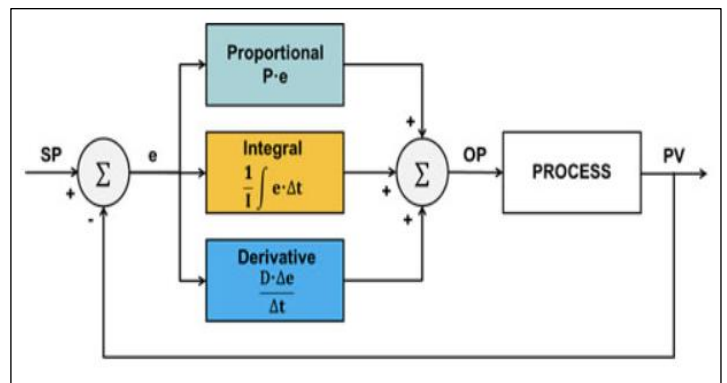 Proportional
P·e
SP
+
-
Σ
e
Integral
1/I ∫ e·Δt
Derivative
D·Δe
Δt
+
+
+
Σ
OP
PROCESS
PV